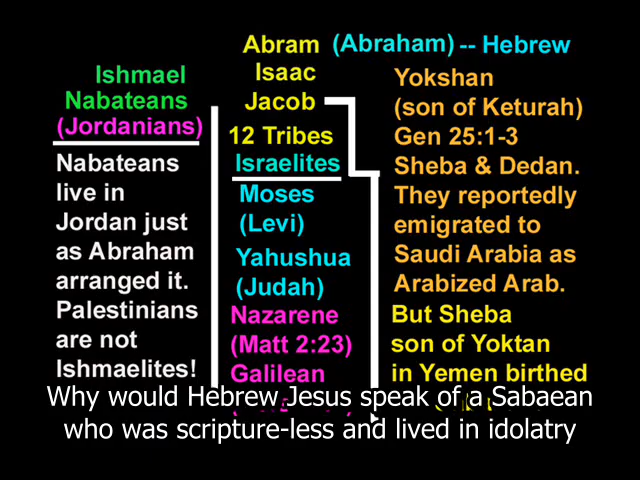 Abram (Abraham) -- Hebrew
Isaac
Jacob
12 Tribes
Israelites
Moses
(Levi)
Yahushua
(Judah)
Nazarene
(Matt 2:23)
Galilean
Ishmael
Nabateans
(Jordanians)
Nabateans
live in
Jordan just
as Abraham
arranged it.
Palestinians
are not
Ishmaelites!
Yokshan
(son of Keturah)
Gen 25:1-3
Sheba & Dedan.
They reportedly
emigrated to
Saudi Arabia as
Arabized Arab.
But Sheba
son of Yoktan
in Yemen birthed
Why would Hebrew Jesus speak of a Sabaean
who was scripture-less and lived in idolatry